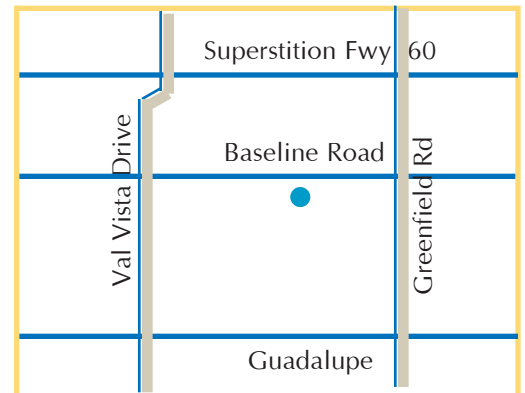 Superstition Fwy 60
Val Vista Drive
Baseline Road
Greenfield Rd
Guadalupe